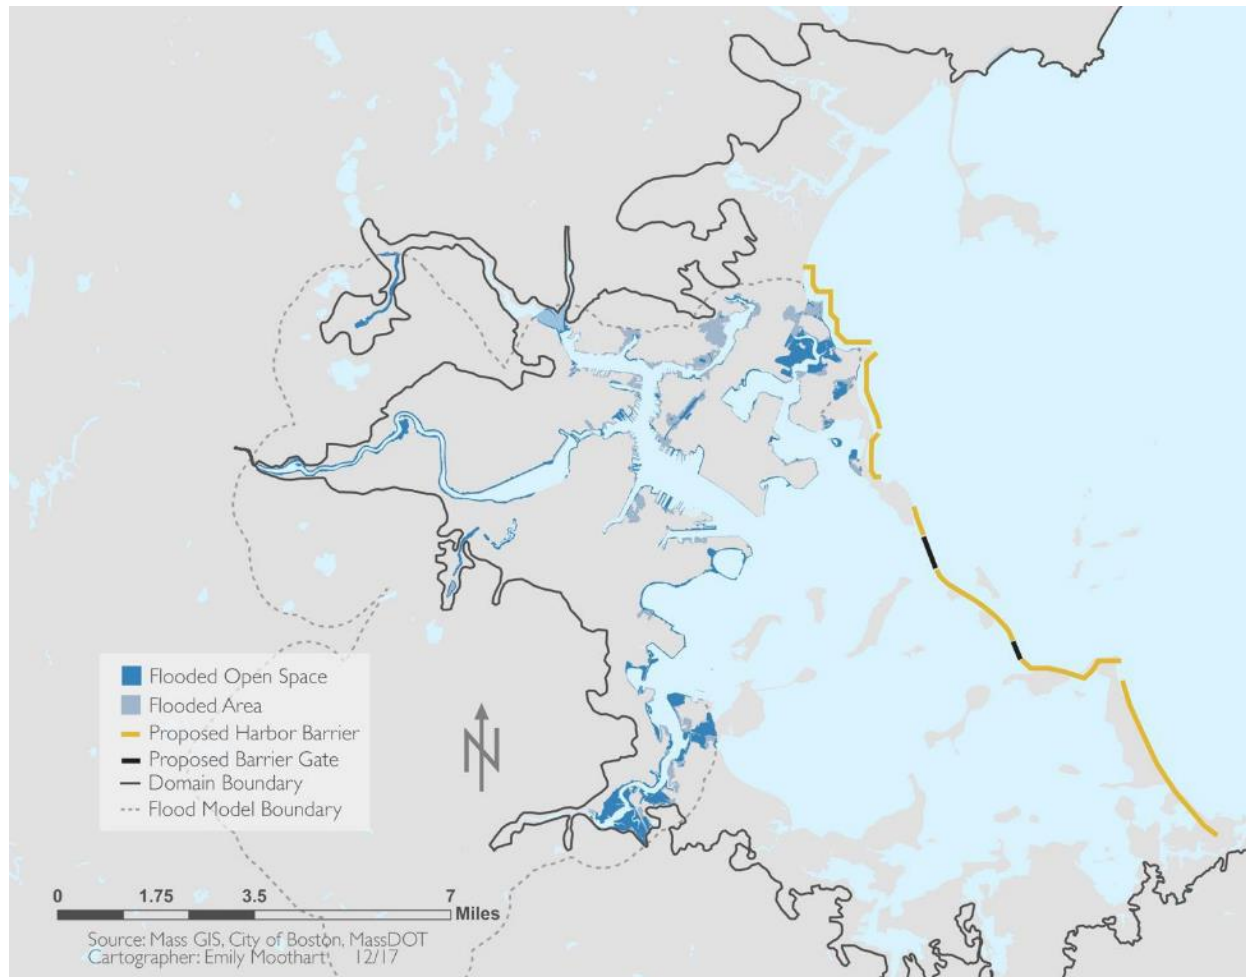 Flooded Open Space
Flooded Area
Proposed Harbor Barrier
Proposed Barrier Gate
Domain Boundary
Flood Model Boundary
N
0 1.75 3.5 7
Miles
Source: Mass GIS, City of Boston, MassDOT
Cartographer: Emily Moothart 12/17